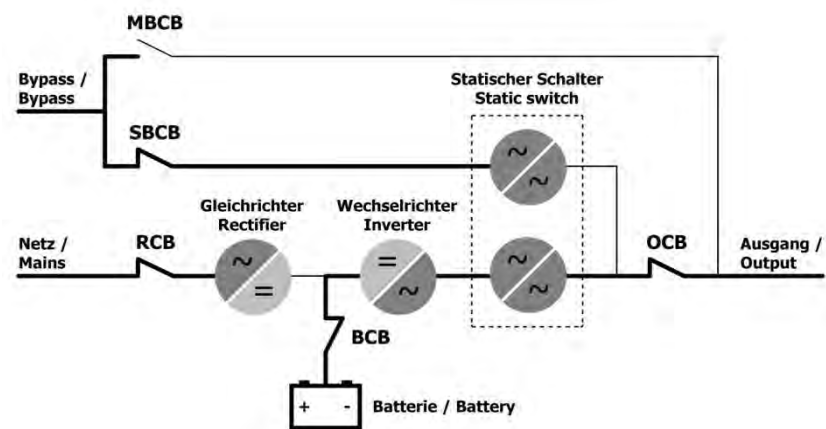 MBCB
Bypass /
Bypass
Statischer Schalter
Static switch
SBCB
~
~
Gleichrichter
Rectifier
Wechselrichter
Inverter
Netz /
Mains
RCB
~
=
=
~
~
~
OCB
Ausgang /
Output
BCB
+ -
Batterie / Battery